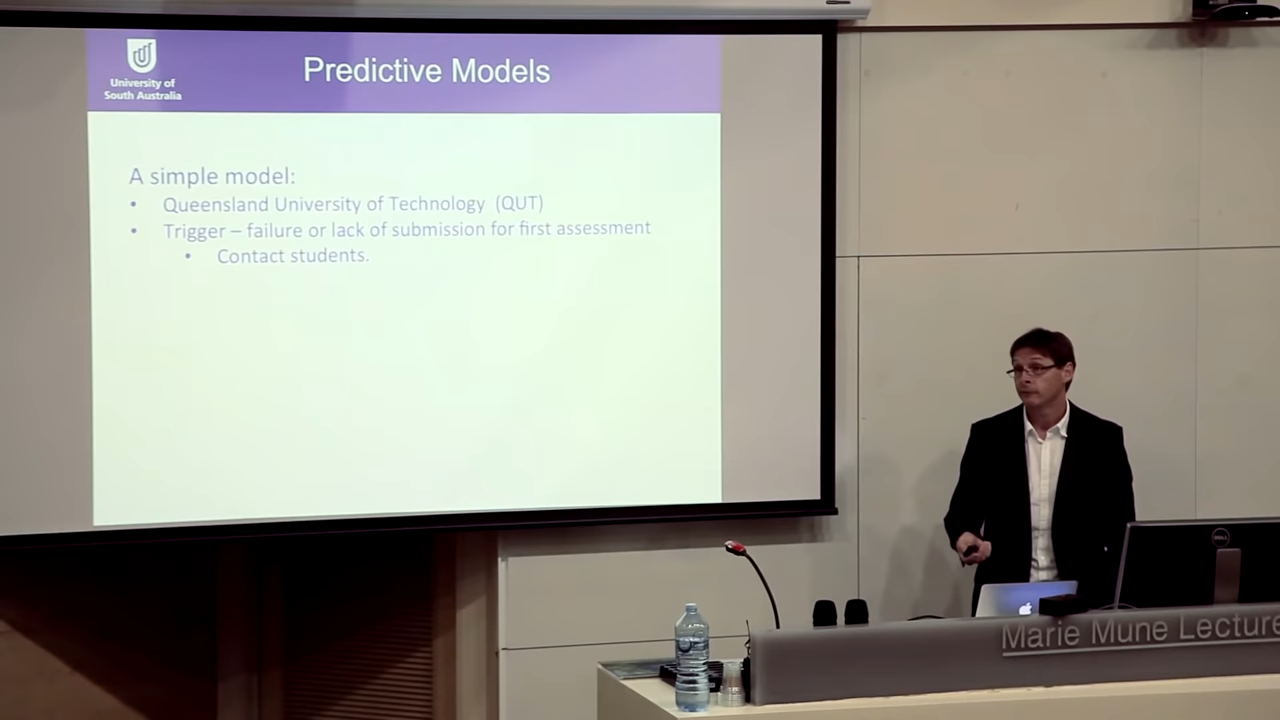 University of
South Australia
Predictive Models
A simple model:
• Queensland University of Technology (QUT)
• Trigger – failure or lack of submission for first assessment
• Contact students.
DELL
Marie Mune Lecture